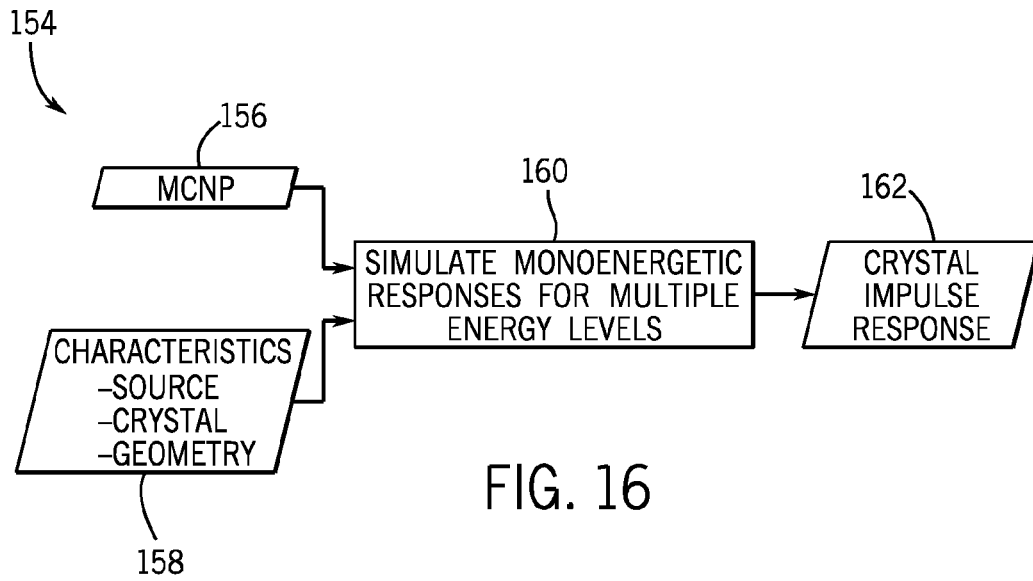 154
156
MCNP
160
162
SIMULATE MONOENERGETIC
RESPONSES FOR MULTIPLE
ENERGY LEVELS
CRYSTAL
IMPULSE
RESPONSE
CHARACTERISTICS
–SOURCE
–CRYSTAL
–GEOMETRY
158
FIG. 16